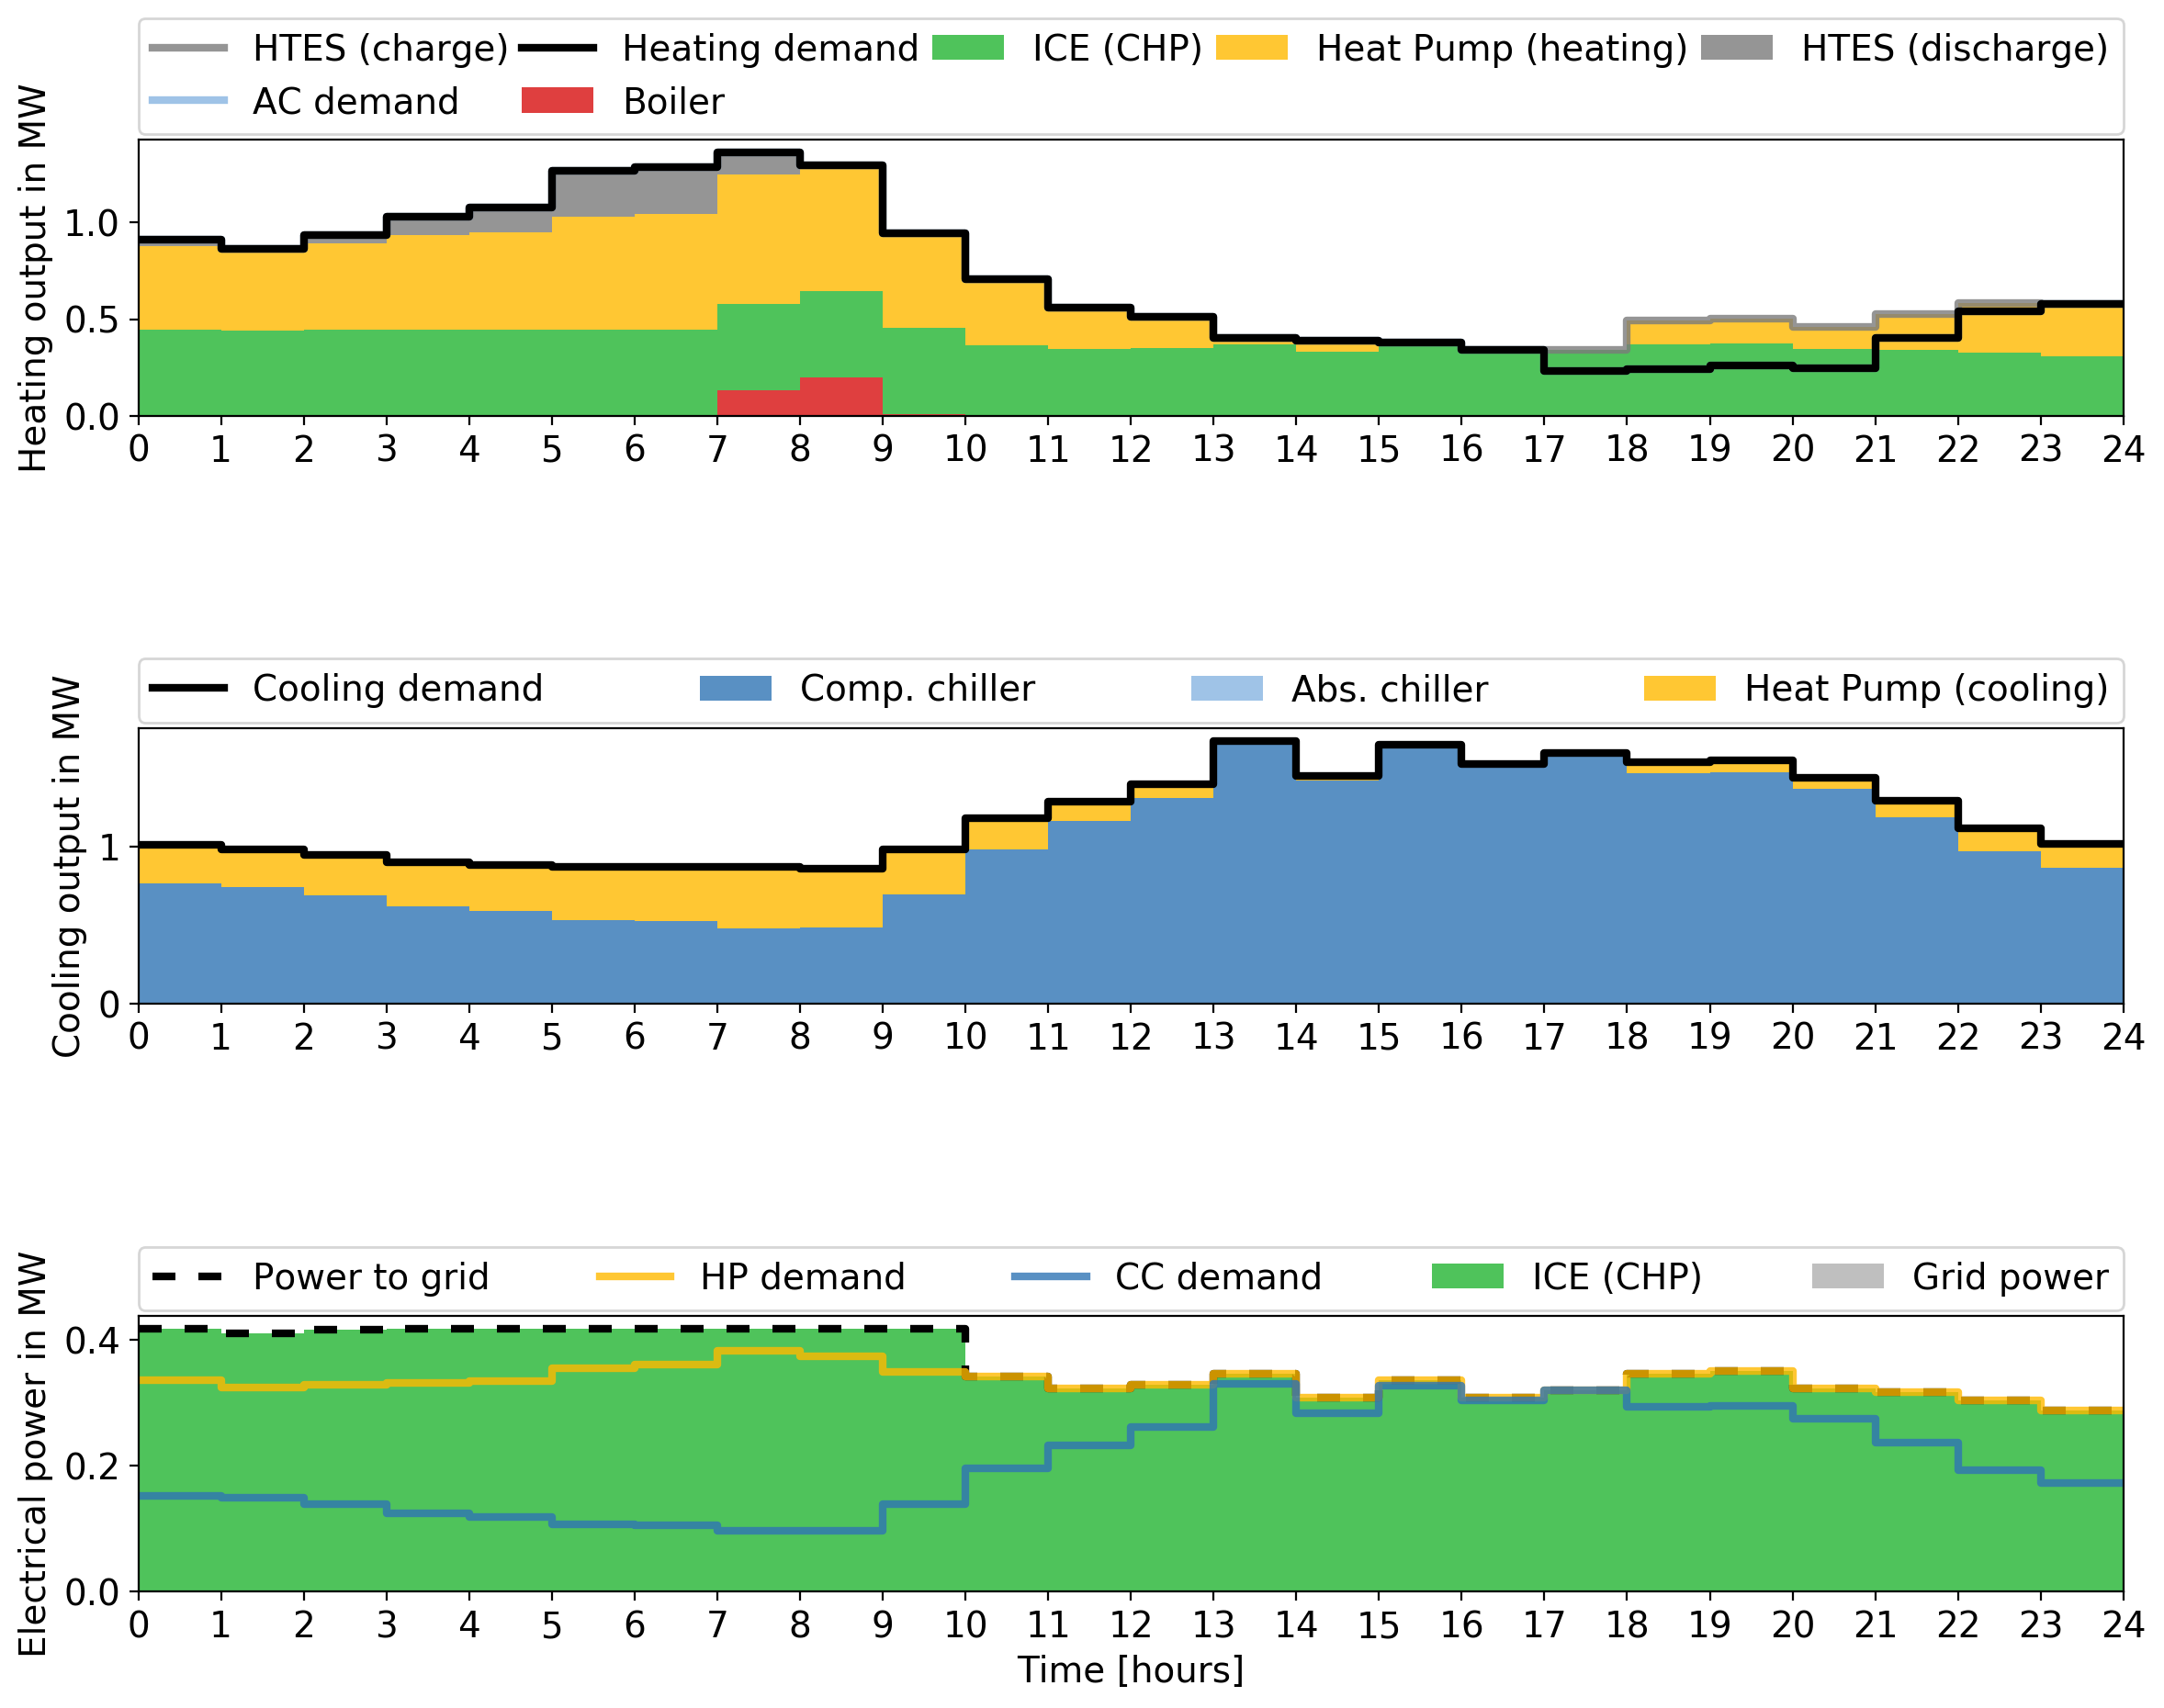 HTES (charge) Heating demand ICE (CHP) Heat Pump (heating) HTES (discharge)
AC demand Boiler
Heating output in MW
1.0
0.5
0.0
0 1 2 3 4 5 6 7 8 9 10 11 12 13 14 15 16 17 18 19 20 21 22 23 24
Cooling demand Comp. chiller Abs. chiller Heat Pump (cooling)
Cooling output in MW
1
0
0 1 2 3 4 5 6 7 8 9 10 11 12 13 14 15 16 17 18 19 20 21 22 23 24
Power to grid HP demand CC demand ICE (CHP) Grid power
Electrical power in MW
0.4
0.2
0.0
0 1 2 3 4 5 6 7 8 9 10 11 12 13 14 15 16 17 18 19 20 21 22 23 24
Time [hours]